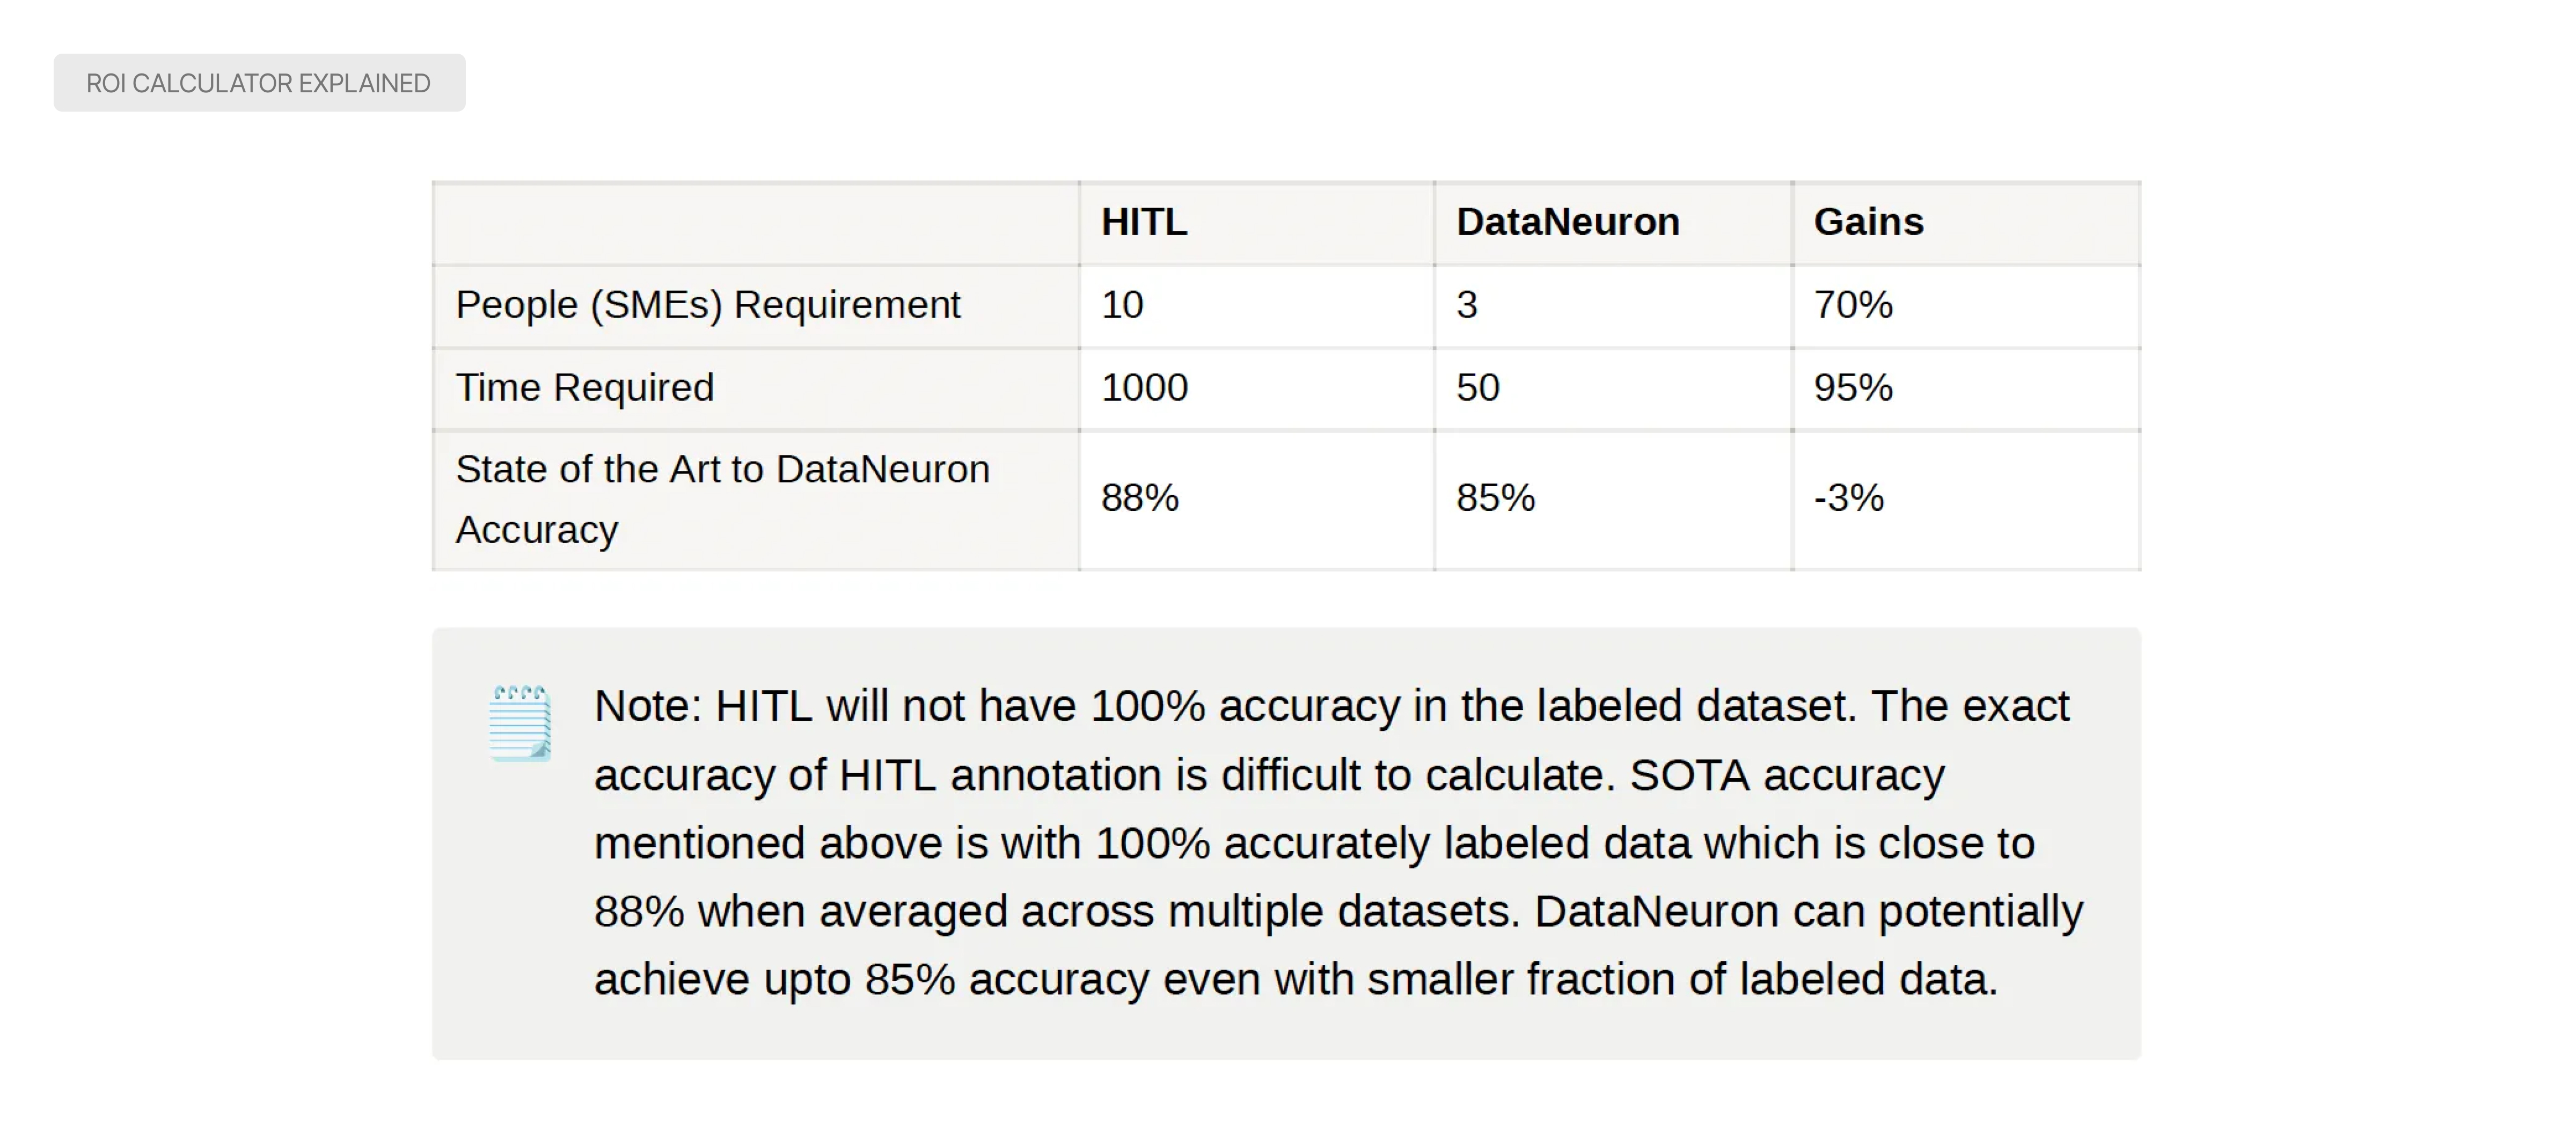 ROI CALCULATOR EXPLAINED
HITL DataNeuron Gains
People (SMEs) Requirement 10 3 70%
Time Required 1000 50 95%
State of the Art to DataNeuron
Accuracy 88% 85% -3%
Note: HITL will not have 100% accuracy in the labeled dataset. The exact
accuracy of HITL annotation is difficult to calculate. SOTA accuracy
mentioned above is with 100% accurately labeled data which is close to
88% when averaged across multiple datasets. DataNeuron can potentially
achieve upto 85% accuracy even with smaller fraction of labeled data.